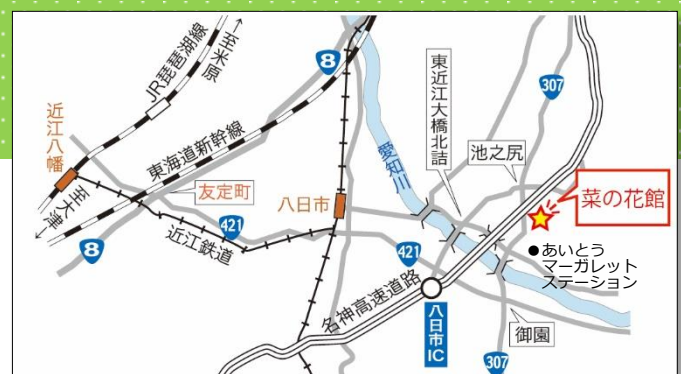 JR琵琶湖線
→至米原
8
東近江大橋北詰
307
近江八幡
東海道新幹線
愛知川
池之尻
至大津→
友定町
八日市
菜の花館
8
近江鉄道
421
421
●あいとう
マーガレット
ステーション
名神高速道路
八日市IC
御園
307